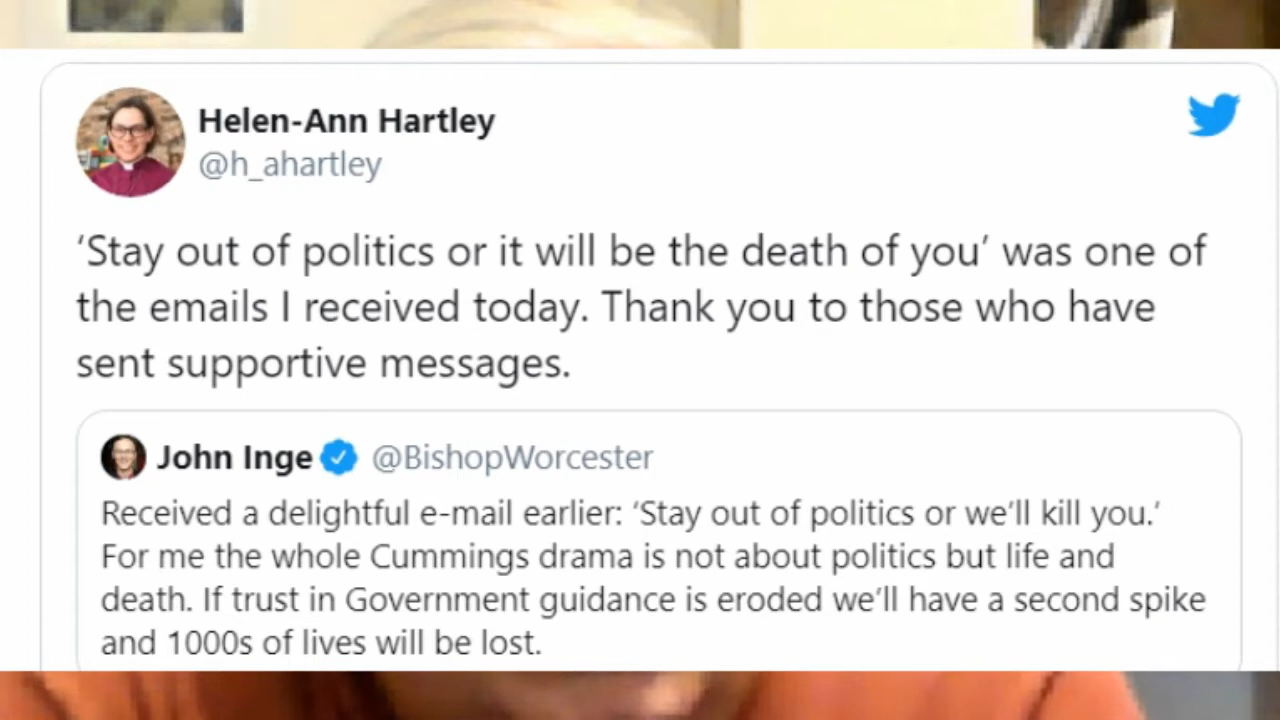 Helen-Ann Hartley
@h_ahartley
‘Stay out of politics or it will be the death of you’ was one of
the emails I received today. Thank you to those who have
sent supportive messages.
John Inge @BishopWorcester
Received a delightful e-mail earlier: ‘Stay out of politics or we’ll kill you.’
For me the whole Cummings drama is not about politics but life and
death. If trust in Government guidance is eroded we’ll have a second spike
and 1000s of lives will be lost.